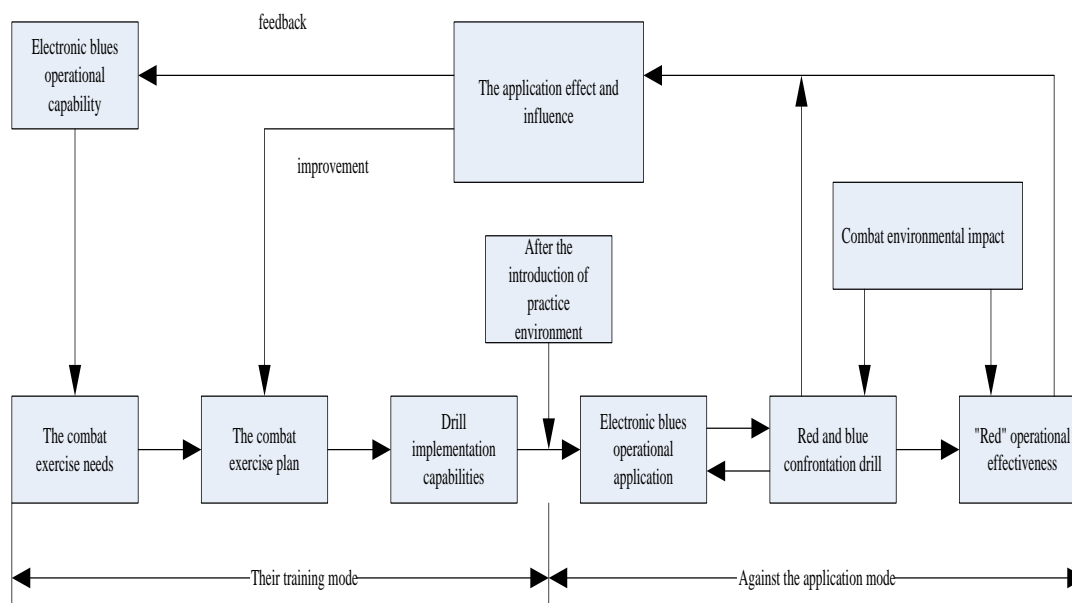 feedback
Electronic blues
operational
capability
The application effect and
influence
improvement
Combat environmental impact
After the
introduction of
practice
environment
The combat
exercise needs
The combat
exercise plan
Drill
implementation
capabilities
Electronic blues
operational
application
Red and blue
confrontation drill
"Red" operational
effectiveness
Their training mode
Against the application mode